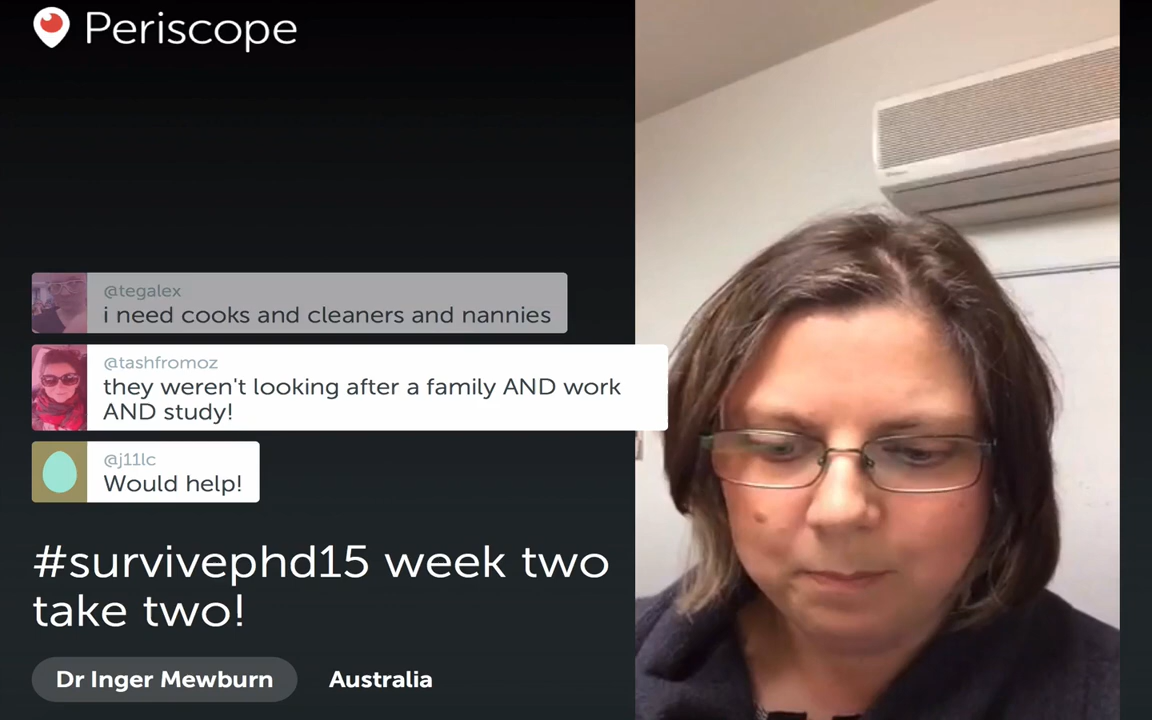 Periscope
@tegalex
i need cooks and cleaners and nannies
@tashfromoz
they weren't looking after a family AND work
AND study!
@j11lc
Would help!
#survivephd15 week two
take two!
Dr Inger Mewburn
Australia